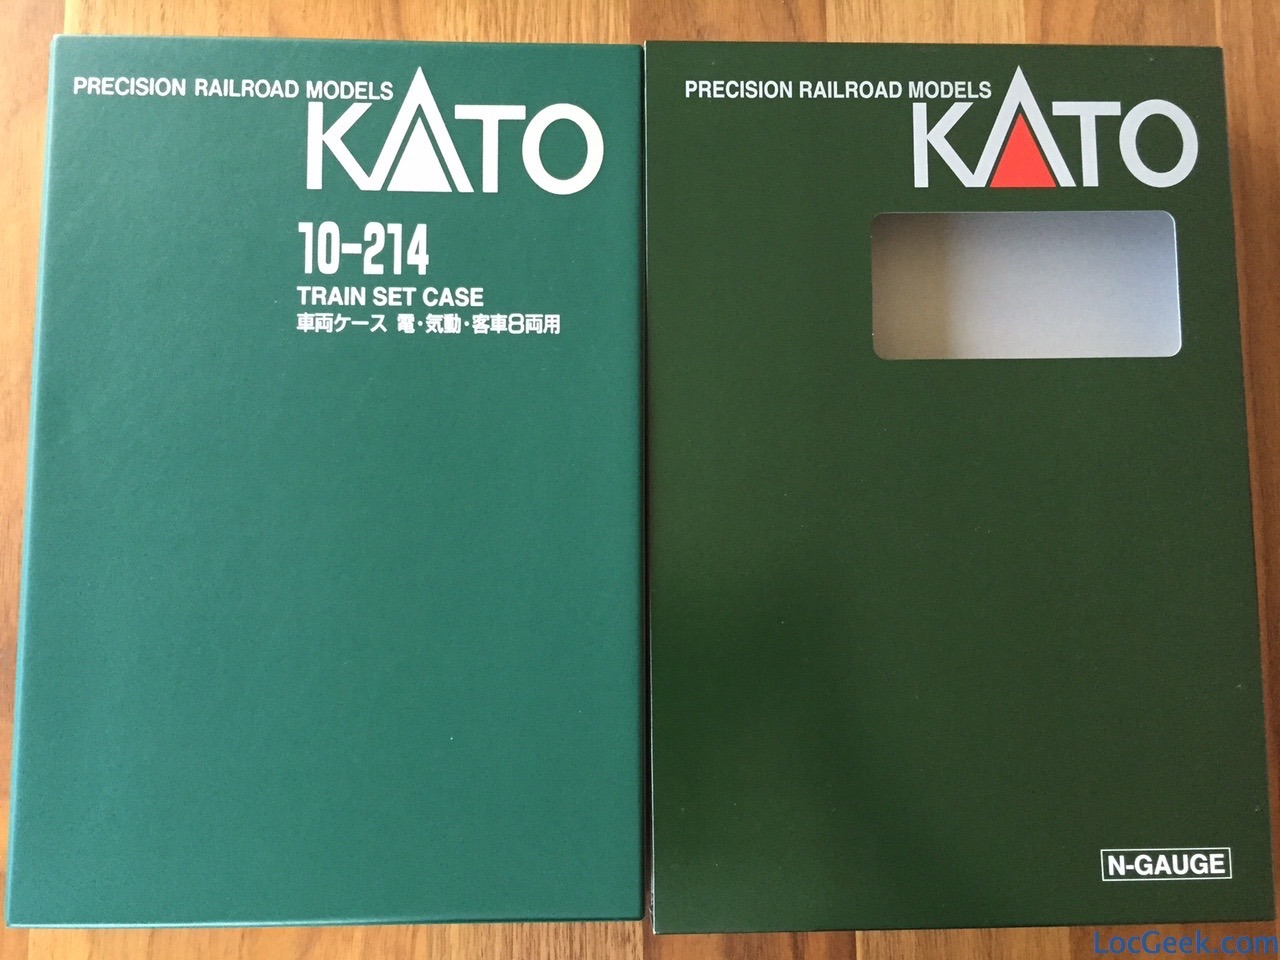 PRECISION RAILROAD MODELS
KATO
10-214
TRAIN SET CASE
車両ケース 電・気動・客車8両用
PRECISION RAILROAD MODELS
KATO
N-GAUGE
LocGeek.com